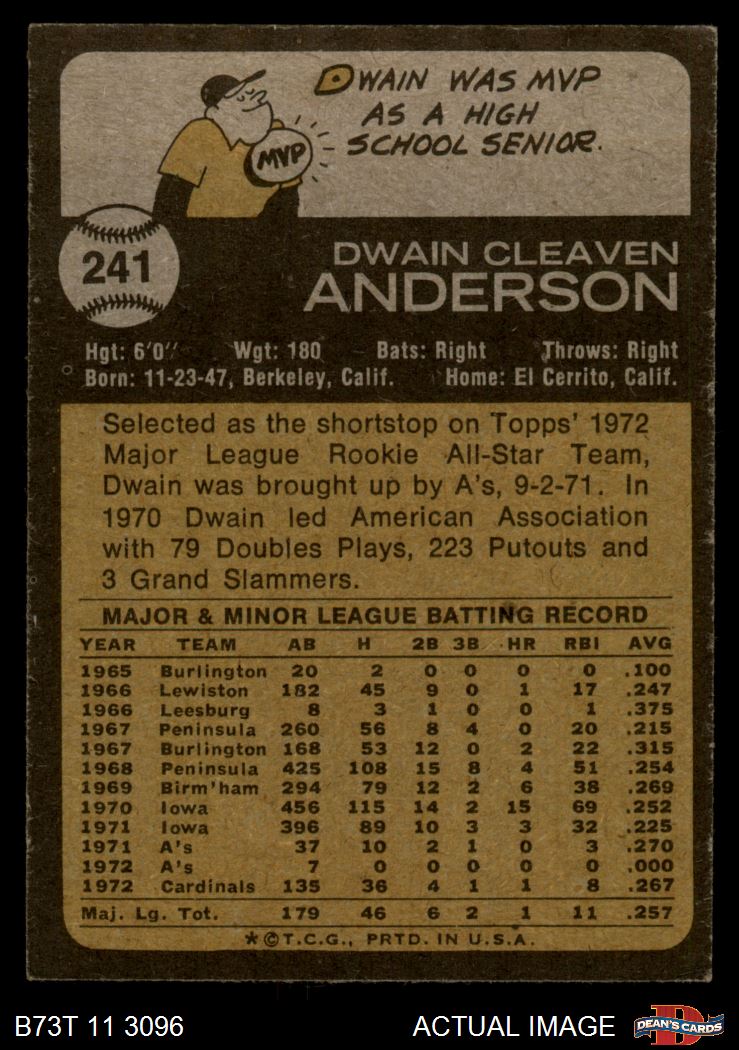 DWAIN WAS MVP
AS A HIGH
SCHOOL SENIOR.
MVP
241
DWAIN CLEAVEN
ANDERSON
Hgt: 6'0" Wgt: 180 Bats: Right Throws: Right
Born: 11-23-47, Berkeley, Calif. Home: El Cerrito, Calif.
Selected as the shortstop on Topps' 1972
Major League Rookie All-Star Team,
Dwain was brought up by A's, 9-2-71. In
1970 Dwain led American Association
with 79 Doubles Plays, 223 Putouts and
3 Grand Slammers.
MAJOR & MINOR LEAGUE BATTING RECORD
YEAR TEAM AB H 2B 3B HR RBI AVG
1965 Burlington 20 2 0 0 0 0 .100
1966 Lewiston 182 45 9 0 1 17 .247
1966 Leesburg 8 3 1 0 0 1 .375
1967 Peninsula 260 56 8 4 0 20 .215
1967 Burlington 168 53 12 0 2 22 .315
1968 Peninsula 425 108 15 8 4 51 .254
1969 Birm'ham 294 79 12 2 6 38 .269
1970 Iowa 456 115 14 2 15 69 .252
1971 Iowa 396 89 10 3 3 32 .225
1971 A's 37 10 2 1 0 3 .270
1972 A's 7 0 0 0 0 0 .000
1972 Cardinals 135 36 4 1 1 8 .267
Maj. Lg. Tot. 179 46 6 2 1 11 .257
*©T.C.G., PRTD. IN U.S.A.
B73T 11 3096 ACTUAL IMAGE D DEAN'S CARDS